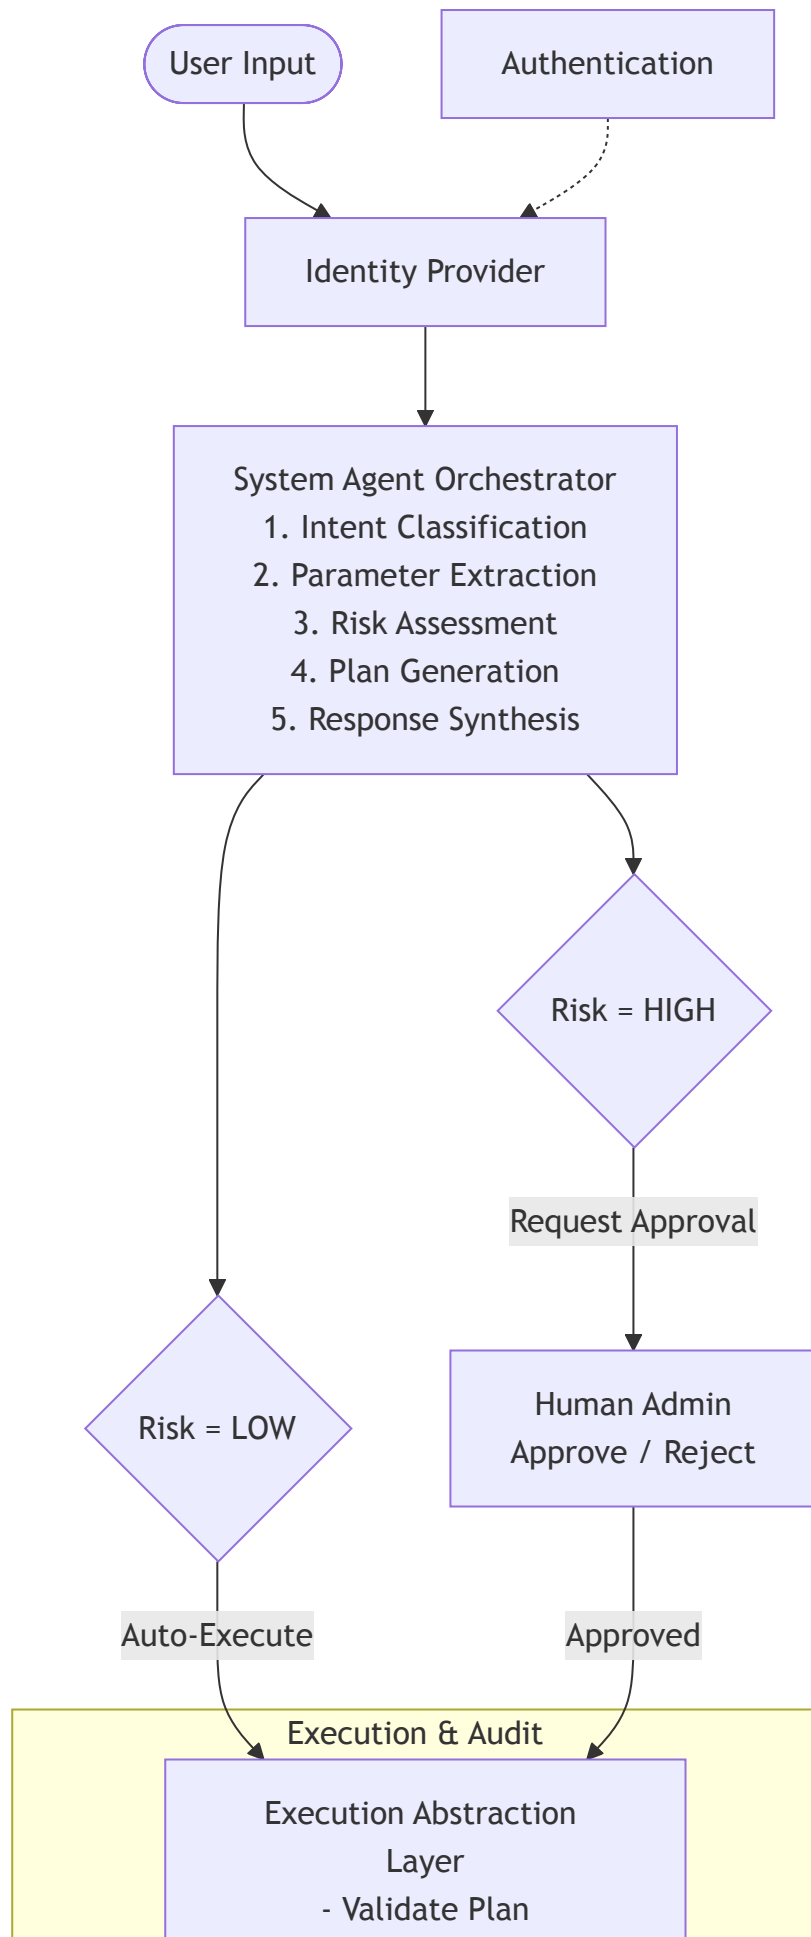 User Input
Authentication
Identity Provider
System Agent Orchestrator
1. Intent Classification
2. Parameter Extraction
3. Risk Assessment
4. Plan Generation
5. Response Synthesis
Risk = HIGH
Request Approval
Human Admin
Approve / Reject
Risk = LOW
Auto-Execute
Approved
Execution & Audit
Execution Abstraction
Layer
- Validate Plan